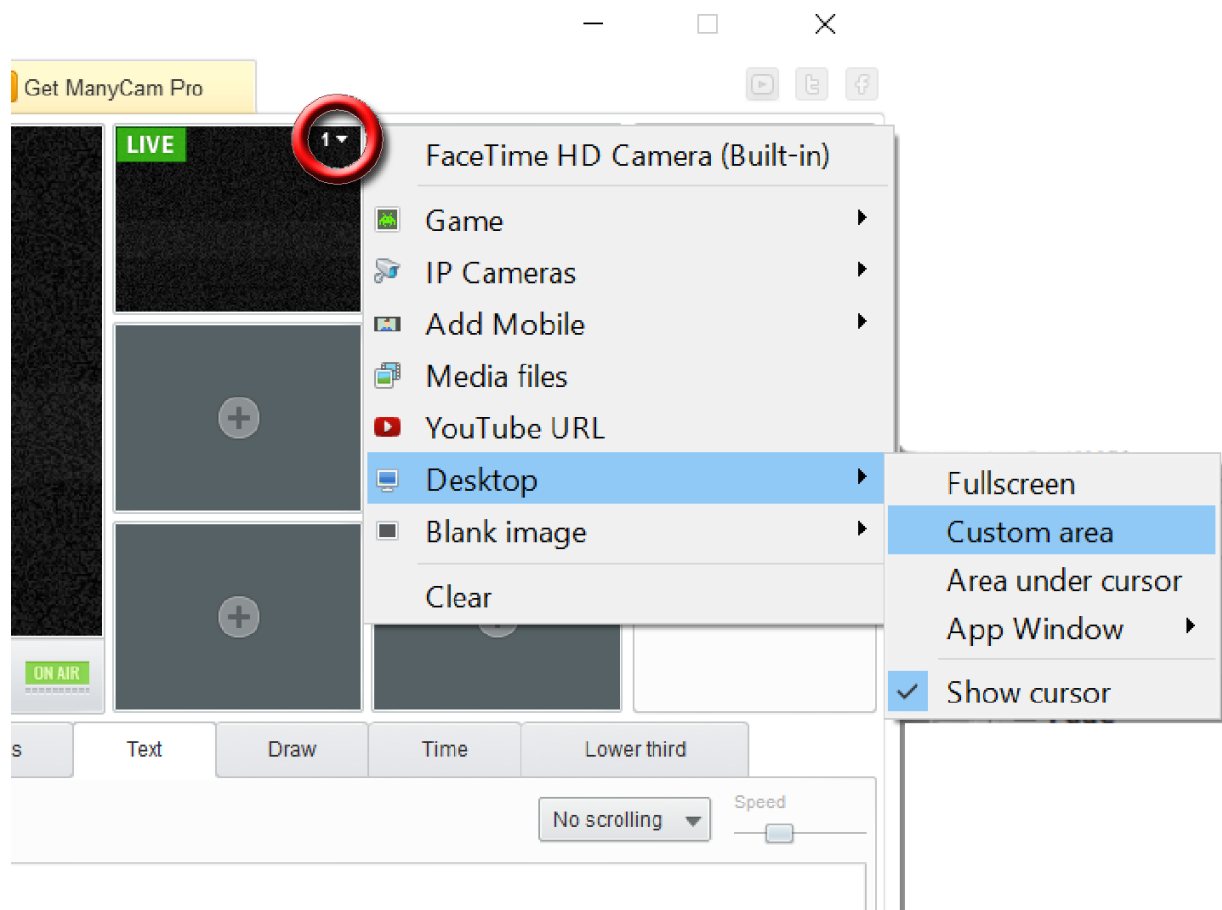 Get ManyCam Pro
LIVE
1
FaceTime HD Camera (Built-in)
Game
IP Cameras
Add Mobile
Media files
YouTube URL
Desktop
Blank image
Clear
Fullscreen
Custom area
Area under cursor
App Window
Show cursor
ON AIR
s
Text
Draw
Time
Lower third
No scrolling
Speed